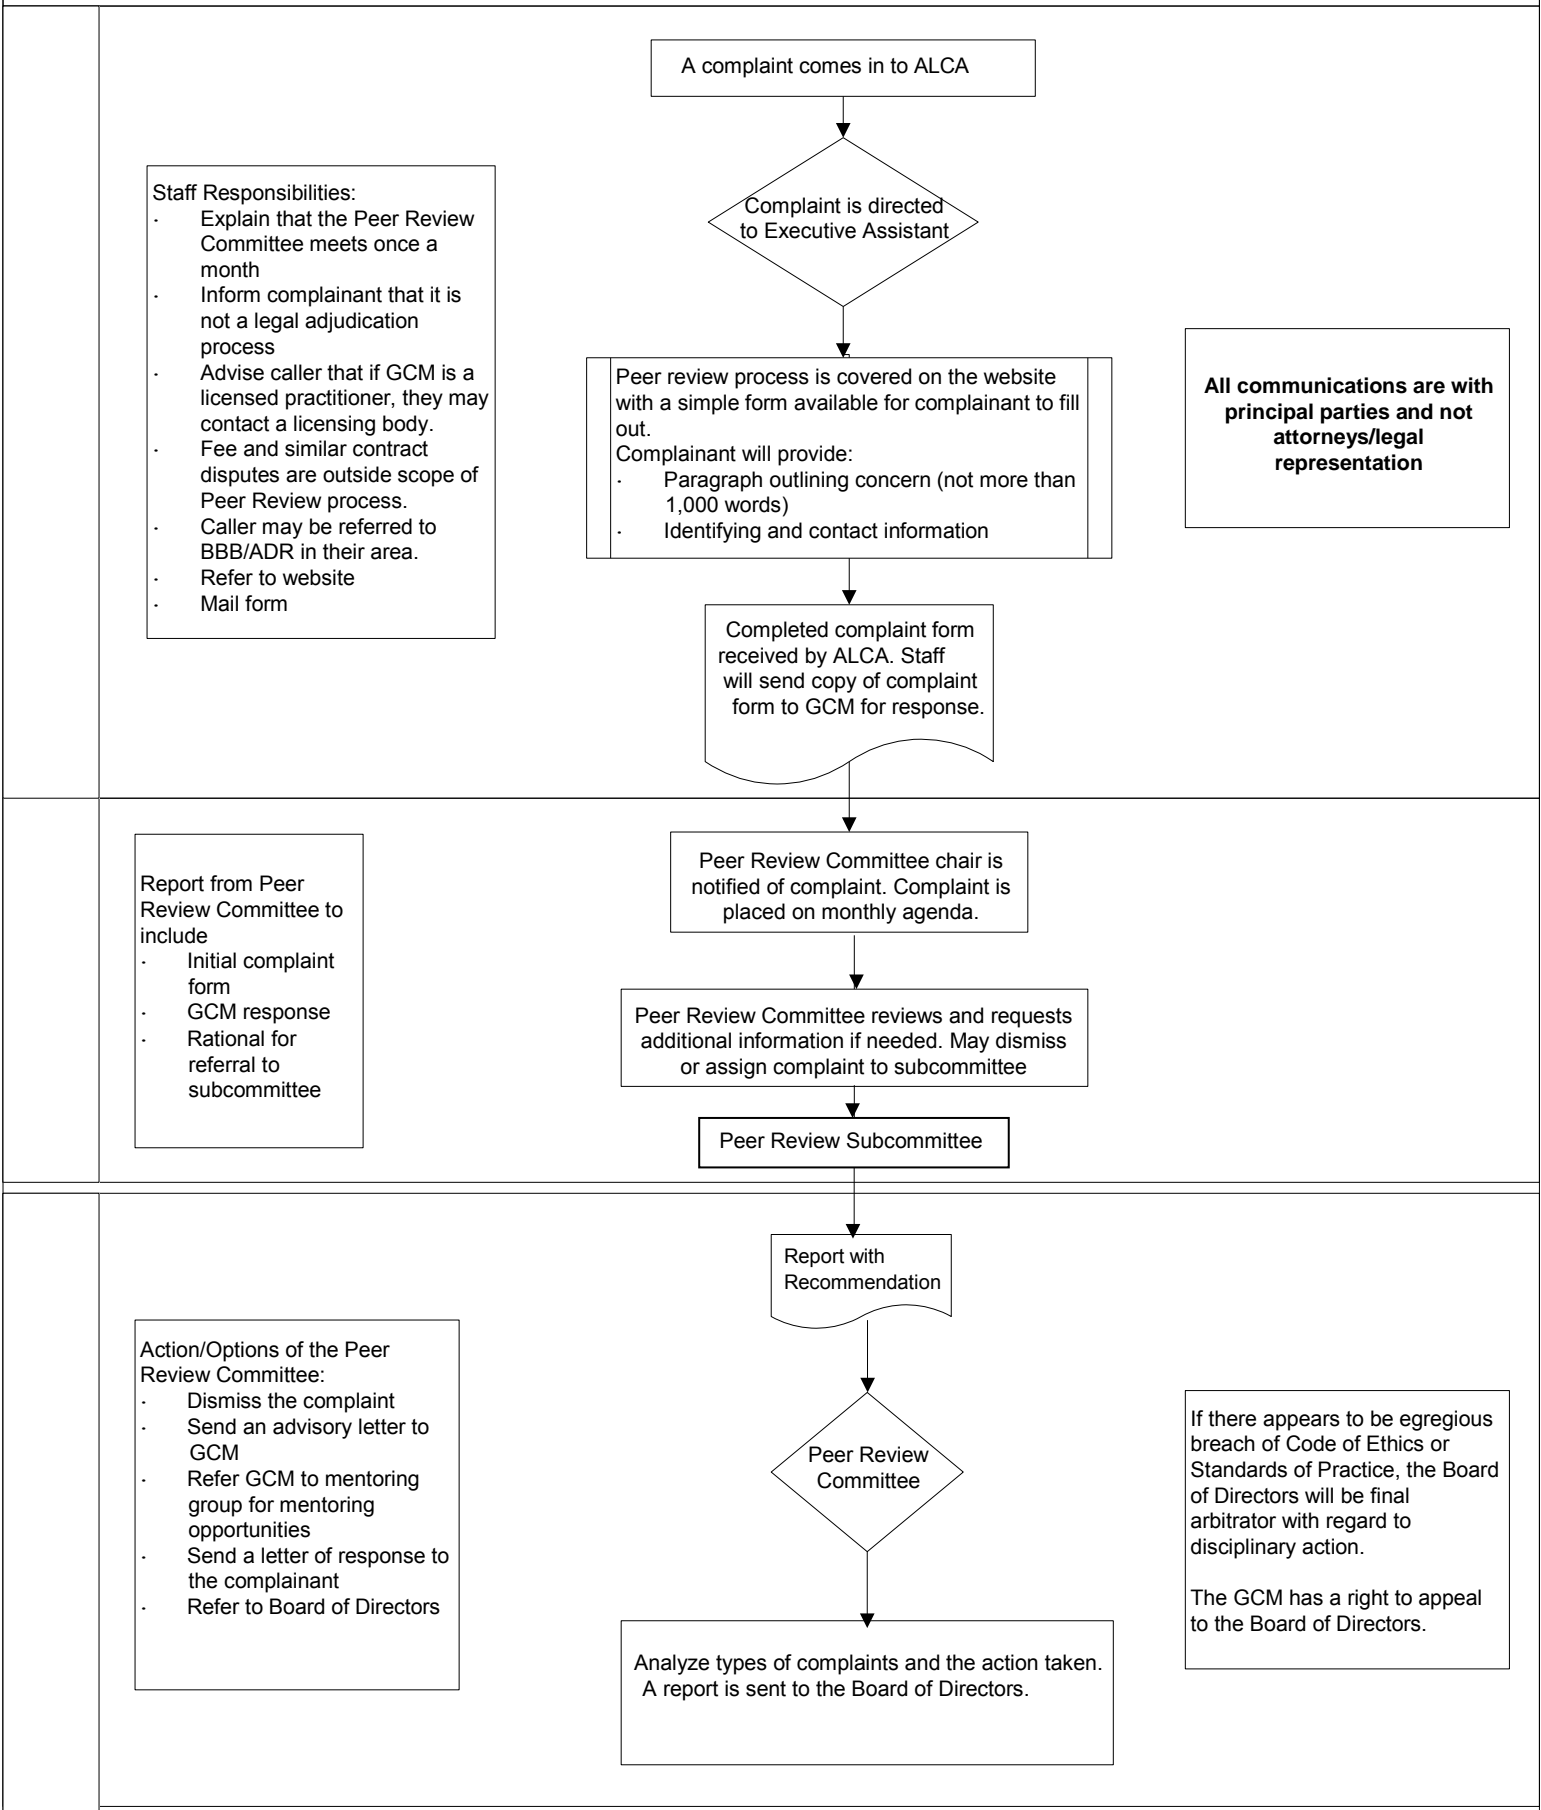 A complaint comes in to ALCA
Complaint is directed
to Executive Assistant
Staff Responsibilities:
· Explain that the Peer Review
Committee meets once a
month
· Inform complainant that it is
not a legal adjudication
process
· Advise caller that if GCM is a
licensed practitioner, they may
contact a licensing body.
· Fee and similar contract
disputes are outside scope of
Peer Review process.
· Caller may be referred to
BBB/ADR in their area.
· Refer to website
· Mail form
Peer review process is covered on the website
with a simple form available for complainant to fill
out.
Complainant will provide:
· Paragraph outlining concern (not more than
1,000 words)
· Identifying and contact information
All communications are with
principal parties and not
attorneys/legal
representation
Completed complaint form
received by ALCA. Staff
will send copy of complaint
form to GCM for response.
Report from Peer
Review Committee to
include
· Initial complaint
form
· GCM response
· Rational for
referral to
subcommittee
Peer Review Committee chair is
notified of complaint. Complaint is
placed on monthly agenda.
Peer Review Committee reviews and requests
additional information if needed. May dismiss
or assign complaint to subcommittee
Peer Review Subcommittee
Report with
Recommendation
Action/Options of the Peer
Review Committee:
· Dismiss the complaint
· Send an advisory letter to
GCM
· Refer GCM to mentoring
group for mentoring
opportunities
· Send a letter of response to
the complainant
· Refer to Board of Directors
Peer Review
Committee
If there appears to be egregious
breach of Code of Ethics or
Standards of Practice, the Board
of Directors will be final
arbitrator with regard to
disciplinary action.
The GCM has a right to appeal
to the Board of Directors.
Analyze types of complaints and the action taken.
A report is sent to the Board of Directors.